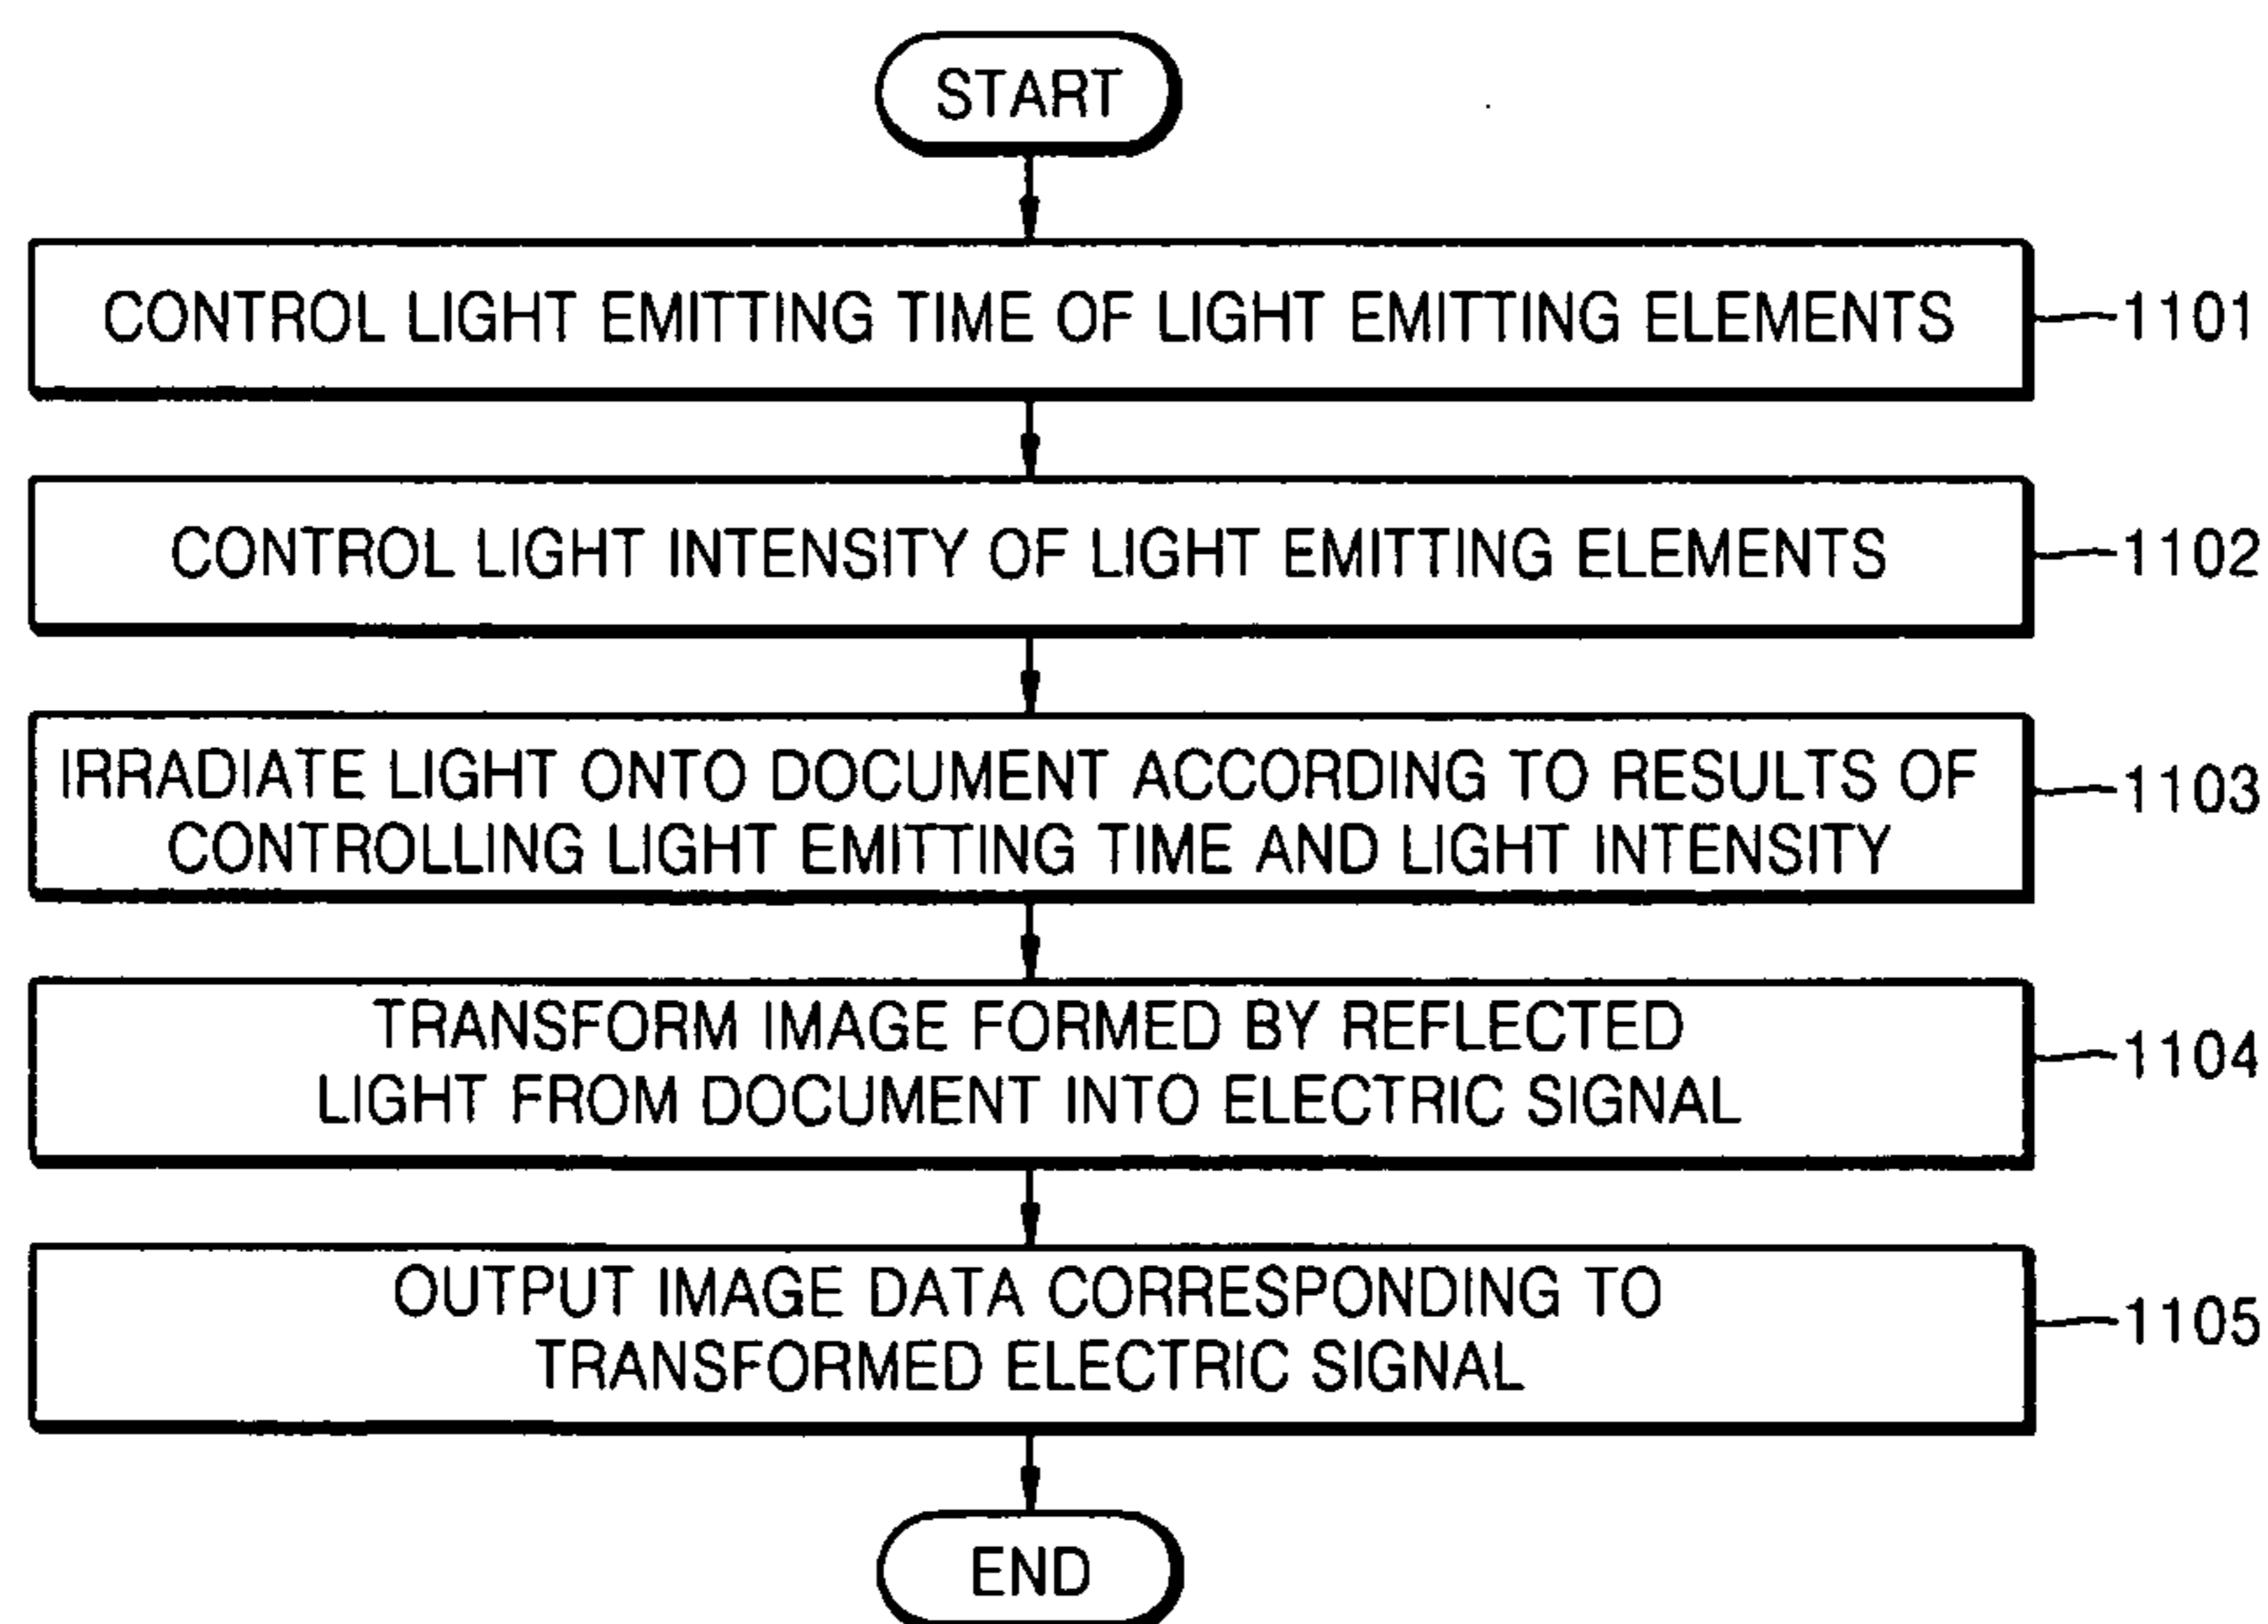 START
CONTROL LIGHT EMITTING TIME OF LIGHT EMITTING ELEMENTS
1101
CONTROL LIGHT INTENSITY OF LIGHT EMITTING ELEMENTS
1102
IRRADIATE LIGHT ONTO DOCUMENT ACCORDING TO RESULTS OF
CONTROLLING LIGHT EMITTING TIME AND LIGHT INTENSITY
1103
TRANSFORM IMAGE FORMED BY REFLECTED
LIGHT FROM DOCUMENT INTO ELECTRIC SIGNAL
1104
OUTPUT IMAGE DATA CORRESPONDING TO
TRANSFORMED ELECTRIC SIGNAL
1105
END